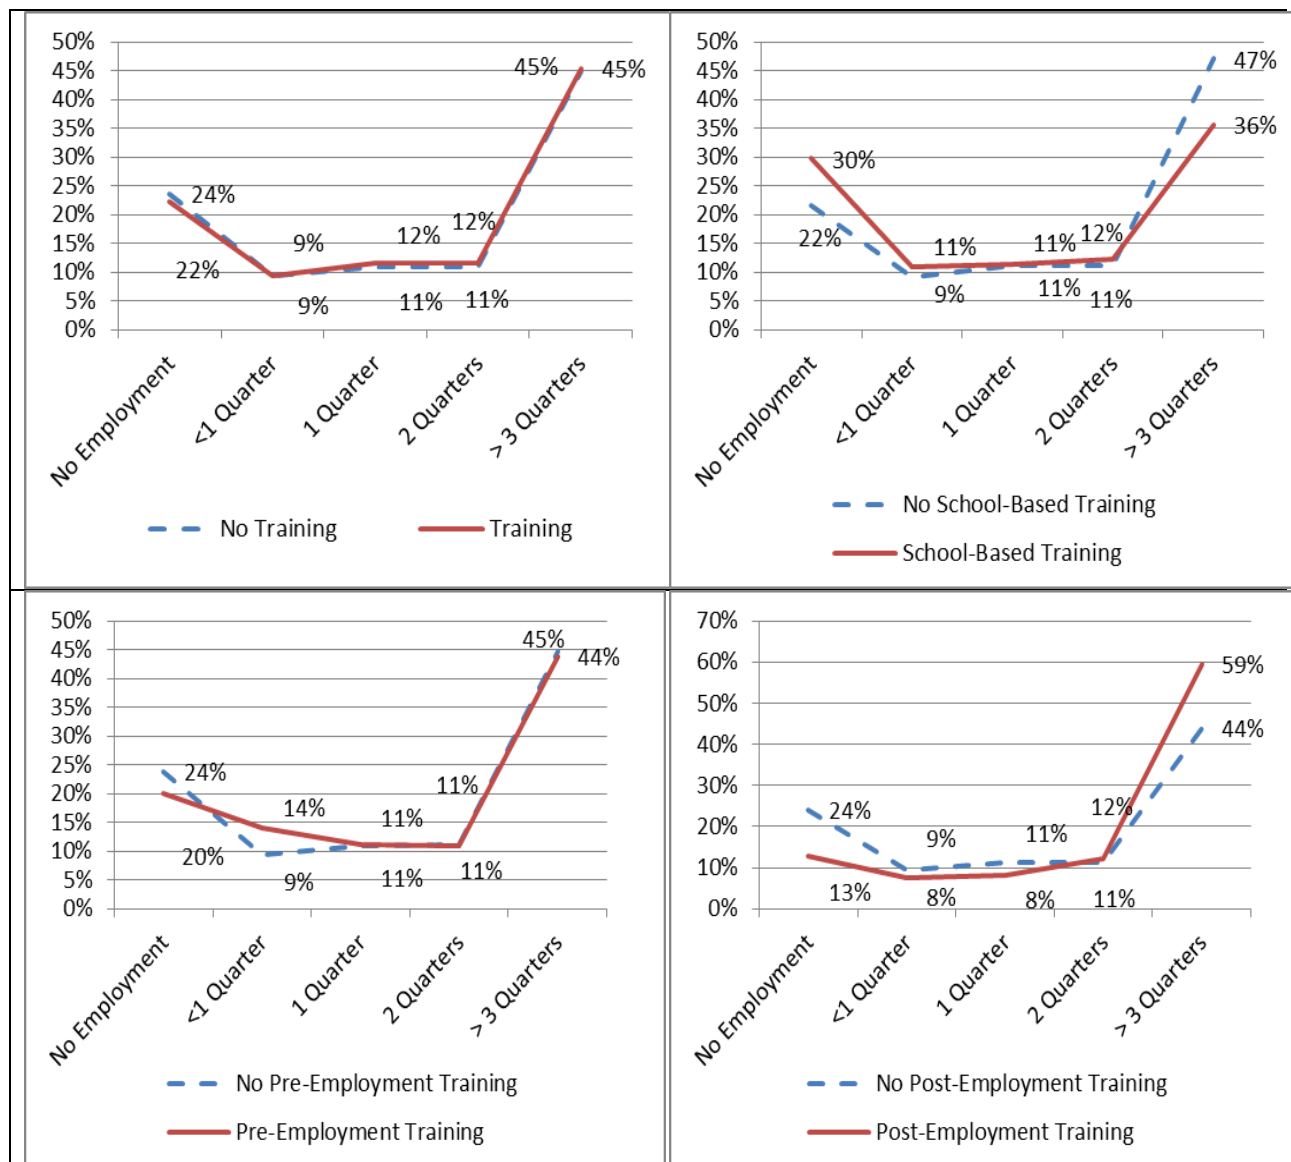 50%
45%
40%
35%
30%
25%
20%
15%
10%
5%
0%
45% 45%
24%
22%
9%
9%
12%
11%
12%
11%
No Employment
<1 Quarter
1 Quarter
2 Quarters
> 3 Quarters
No Training
Training
50%
45%
40%
35%
30%
25%
20%
15%
10%
5%
0%
47%
36%
30%
22%
11%
9%
11%
11%
12%
11%
No Employment
<1 Quarter
1 Quarter
2 Quarters
> 3 Quarters
No School-Based Training
School-Based Training
50%
45%
40%
35%
30%
25%
20%
15%
10%
5%
0%
45%
44%
24%
20%
14%
9%
11%
11%
11%
11%
No Employment
<1 Quarter
1 Quarter
2 Quarters
> 3 Quarters
No Pre-Employment Training
Pre-Employment Training
70%
60%
50%
40%
30%
20%
10%
0%
59%
44%
24%
13%
9%
8%
11%
8%
12%
11%
No Employment
<1 Quarter
1 Quarter
2 Quarters
> 3 Quarters
No Post-Employment Training
Post-Employment Training